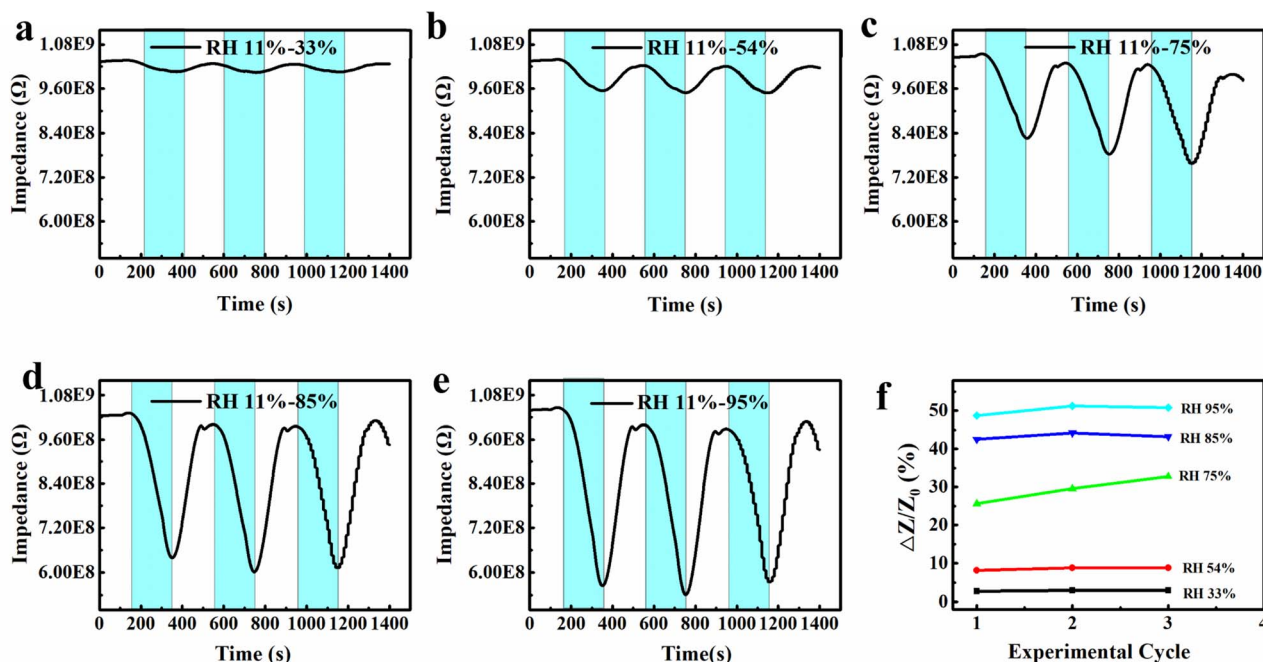 a
RH 11%-33%
1.08E9
9.60E8
8.40E8
7.20E8
6.00E8
Impedance (Ω)
0 200 400 600 800 1000 1200 1400
Time (s)
b
RH 11%-54%
1.08E9
9.60E8
8.40E8
7.20E8
6.00E8
Impedance (Ω)
0 200 400 600 800 1000 1200 1400
Time (s)
c
RH 11%-75%
1.08E9
9.60E8
8.40E8
7.20E8
6.00E8
Impedance (Ω)
0 200 400 600 800 1000 1200 1400
Time (s)
d
RH 11%-85%
1.08E9
9.60E8
8.40E8
7.20E8
6.00E8
Impedance (Ω)
0 200 400 600 800 1000 1200 1400
Time (s)
e
RH 11%-95%
1.08E9
9.60E8
8.40E8
7.20E8
6.00E8
Impedance (Ω)
0 200 400 600 800 1000 1200 1400
Time(s)
f
50
40
30
20
10
0
△Z/Z0 (%)
RH 95%
RH 85%
RH 75%
RH 54%
RH 33%
1 2 3 4
Experimental Cycle